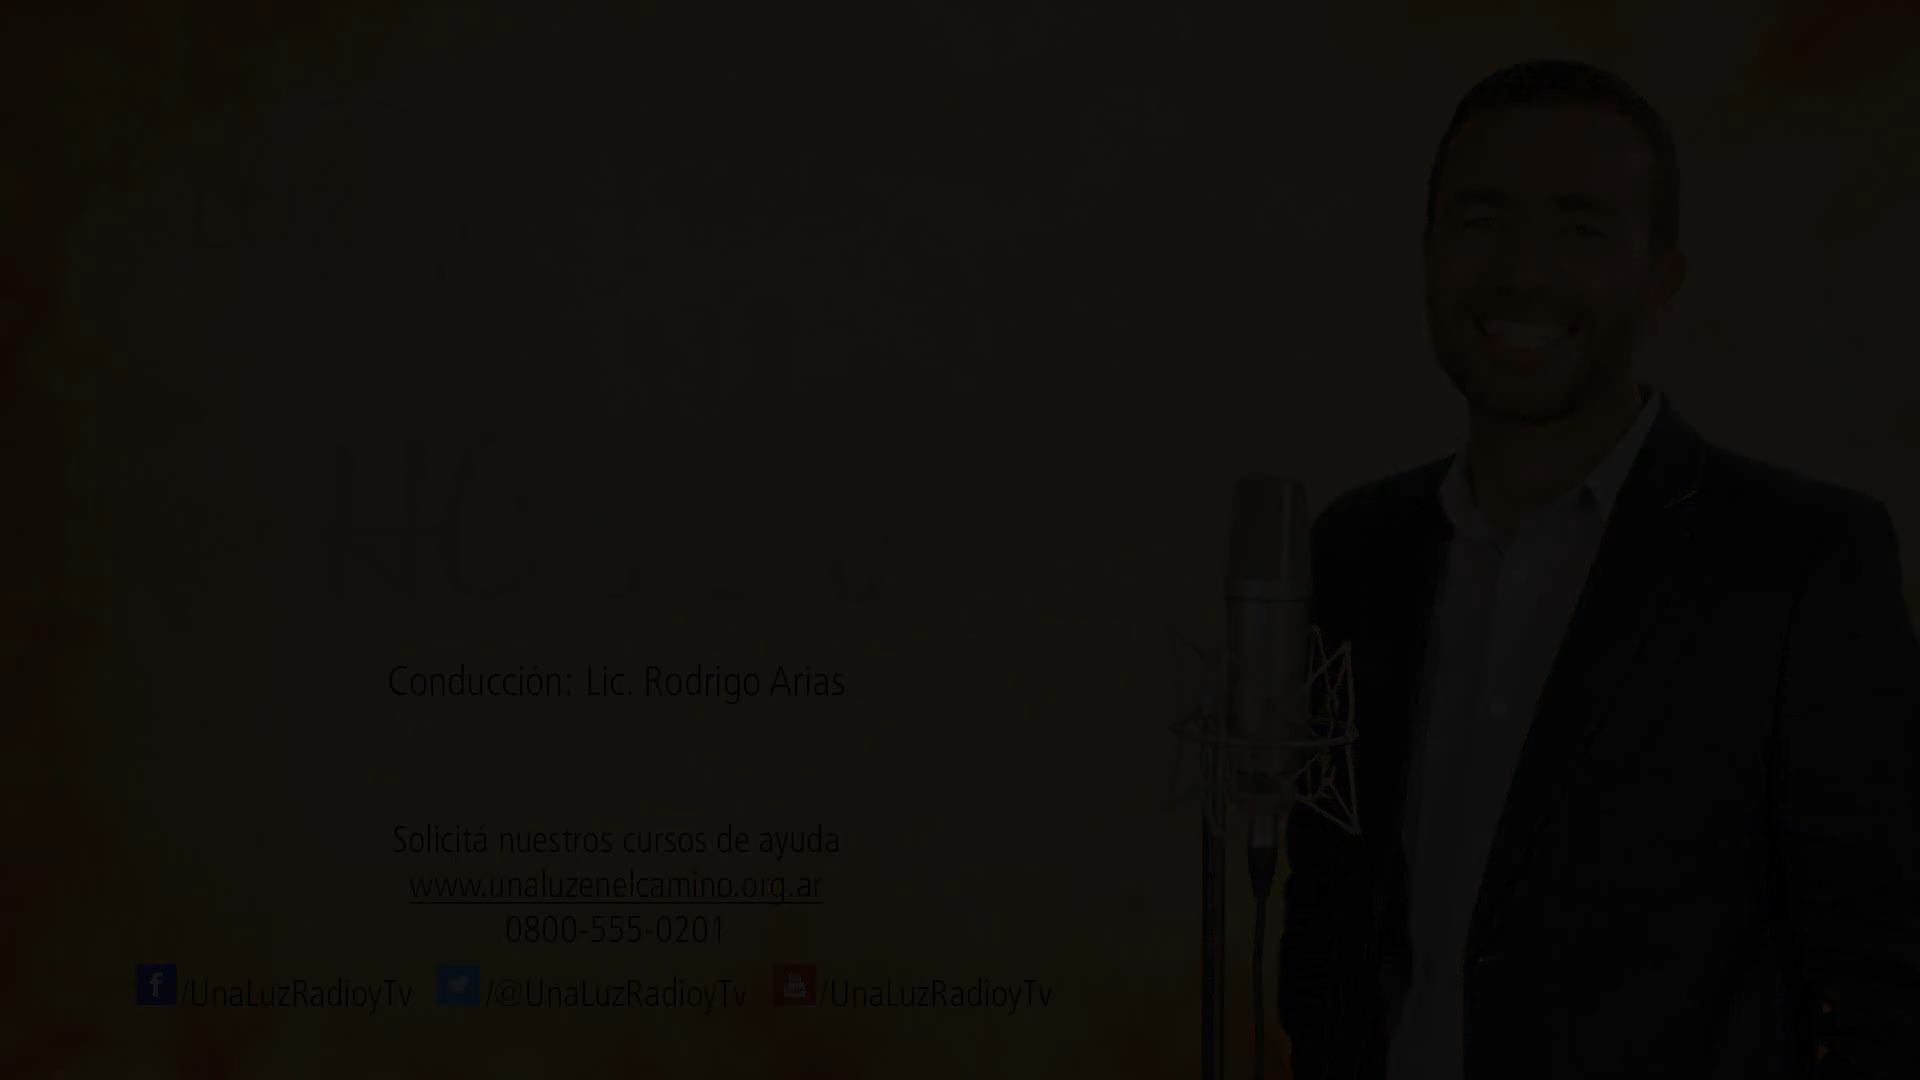 Conducción: Lic. Rodrigo Arias
Solicitá nuestros cursos de ayuda
www.unaluzenelcamino.org.ar
0800-555-0201
/UnaLuzRadioyTv /@UnaLuzRadioyTv /UnaLuzRadioyTv